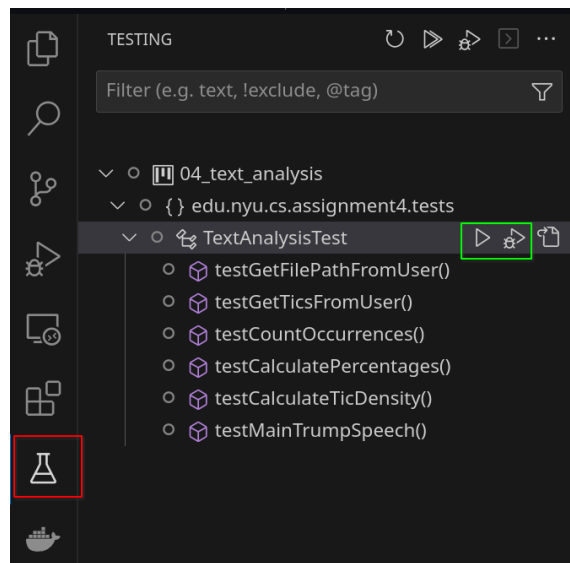 TESTING
Filter (e.g. text, !exclude, @tag)
04_text_analysis
{ } edu.nyu.cs.assignment4.tests
TextAnalysisTest
testGetFilePathFromUser()
testGetTicsFromUser()
testCountOccurrences()
testCalculatePercentages()
testCalculateTicDensity()
testMainTrumpSpeech()